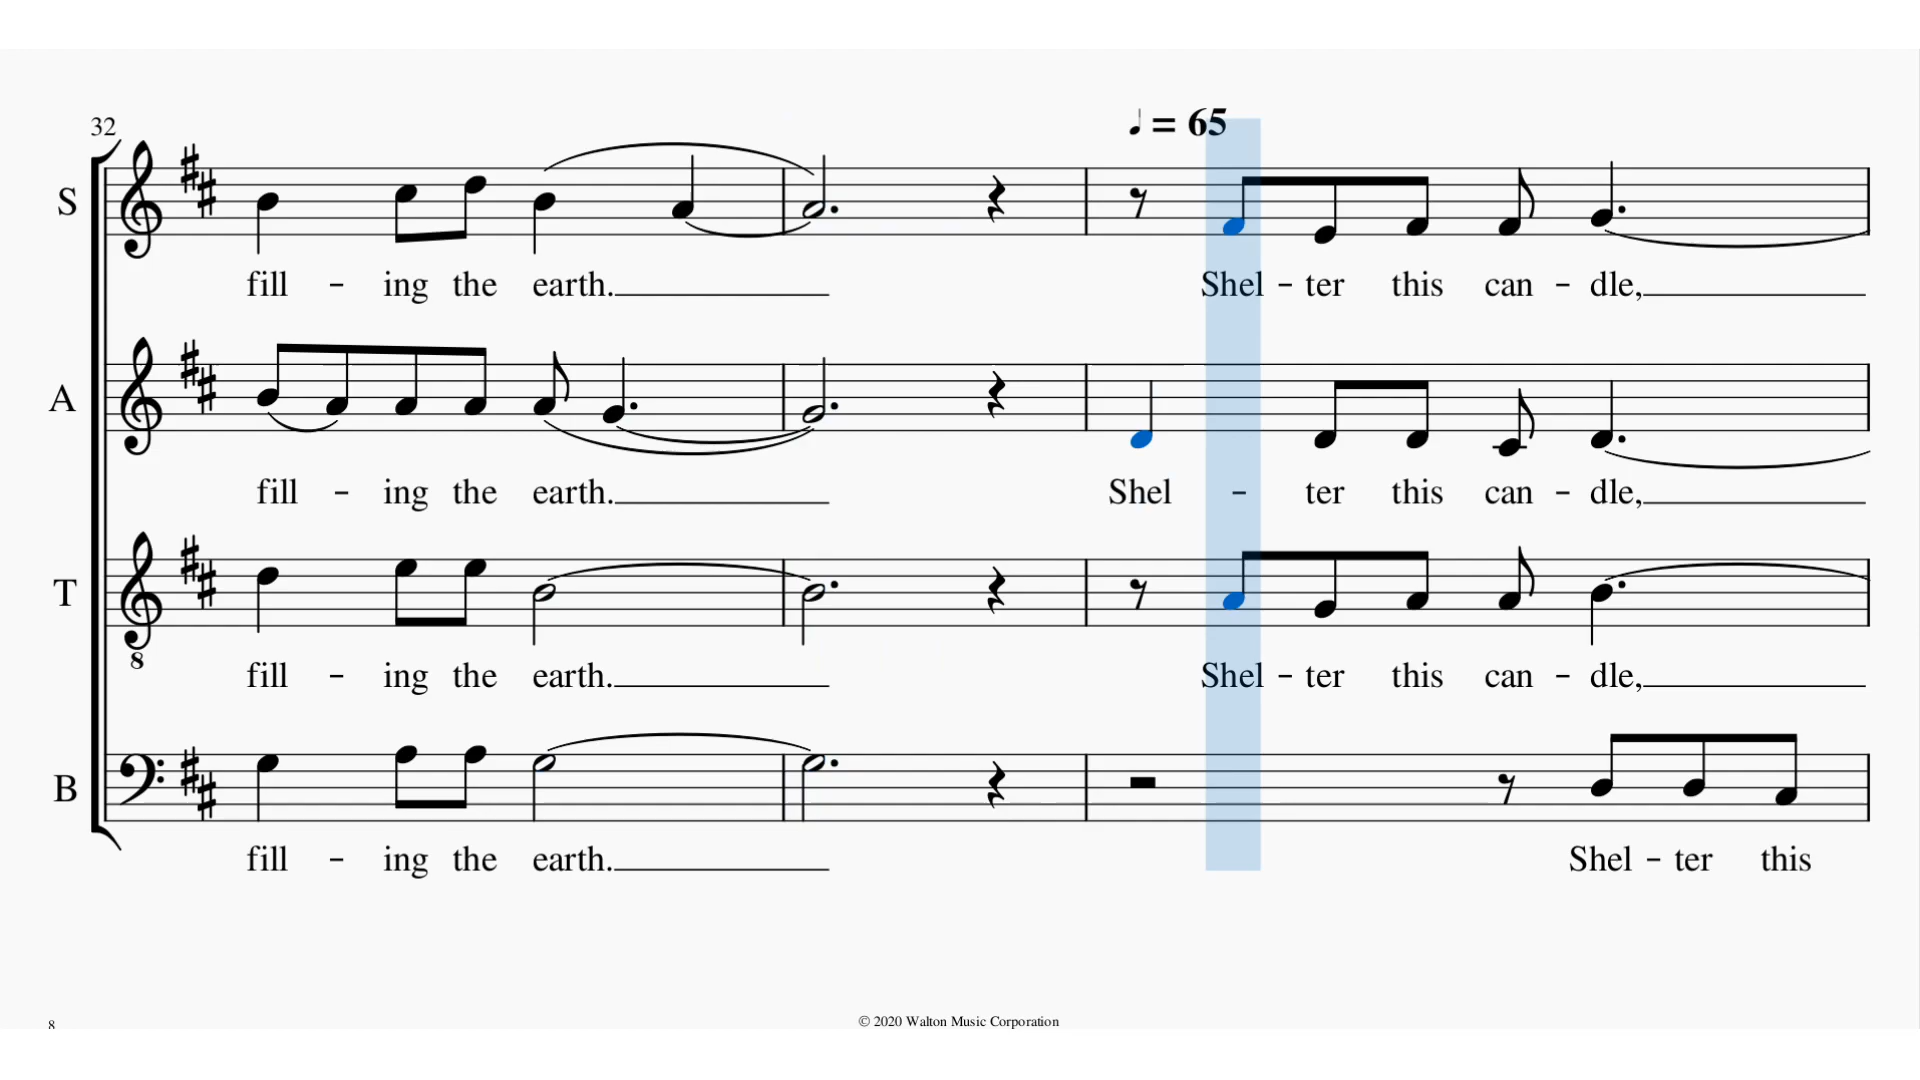 32
♩ = 65
S
fill - ing the earth. Shel - ter this can - dle,
A
fill - ing the earth. Shel - ter this can - dle,
T
8
fill - ing the earth. Shel - ter this can - dle,
B
fill - ing the earth. Shel - ter this
8 © 2020 Walton Music Corporation